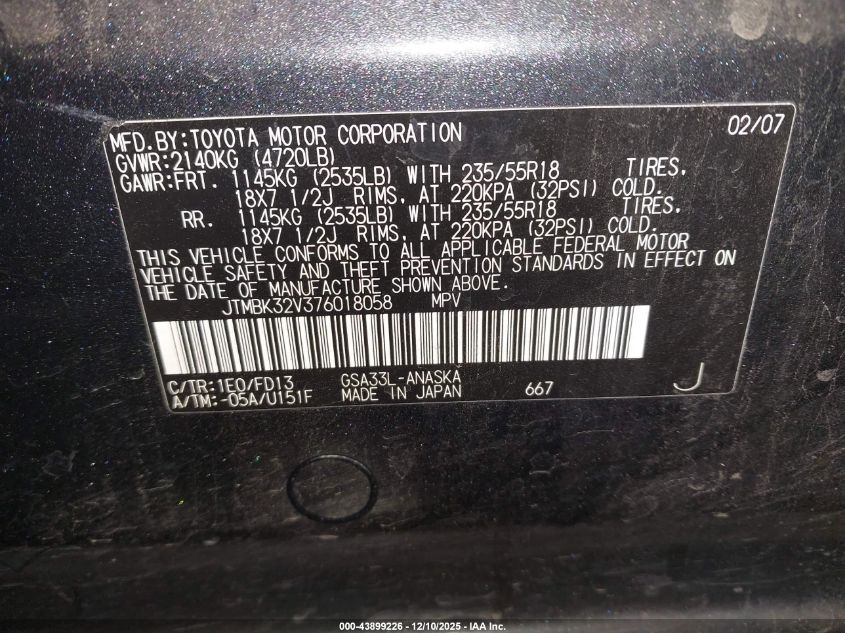 MFD.BY:TOYOTA MOTOR CORPORATION 02/07
GVWR:2140KG (4720LB)
GAWR:FRT. 1145KG (2535LB) WITH 235/55R18 TIRES,
18X7 1/2J RIMS, AT 220KPA (32PSI) COLD.
RR. 1145KG (2535LB) WITH 235/55R18 TIRES,
18X7 1/2J RIMS, AT 220KPA (32PSI) COLD.
THIS VEHICLE CONFORMS TO ALL APPLICABLE FEDERAL MOTOR
VEHICLE SAFETY AND THEFT PREVENTION STANDARDS IN EFFECT ON
THE DATE OF MANUFACTURE SHOWN ABOVE.
JTMBK32V376018058 MPV
C/TR:1E0/FD13 GSA33L-ANASKA
A/TM:-05A/U151F MADE IN JAPAN 667 J
000-43899226 - 12/10/2025 - IAA Inc.